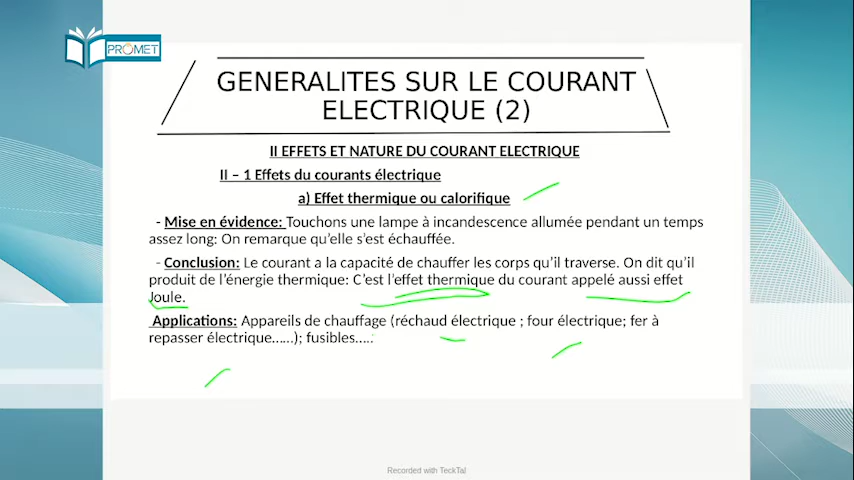 PROMET
GENERALITES SUR LE COURANT
ELECTRIQUE (2)
II EFFETS ET NATURE DU COURANT ELECTRIQUE
II – 1 Effets du courants électrique
a) Effet thermique ou calorifique
- Mise en évidence: Touchons une lampe à incandescence allumée pendant un temps
assez long: On remarque qu'elle s'est échauffée.
- Conclusion: Le courant a la capacité de chauffer les corps qu'il traverse. On dit qu'il
produit de l'énergie thermique: C'est l'effet thermique du courant appelé aussi effet
Joule.
Applications: Appareils de chauffage (réchaud électrique ; four électrique; fer à
repasser électrique……); fusibles…..
Recorded with TeckTal